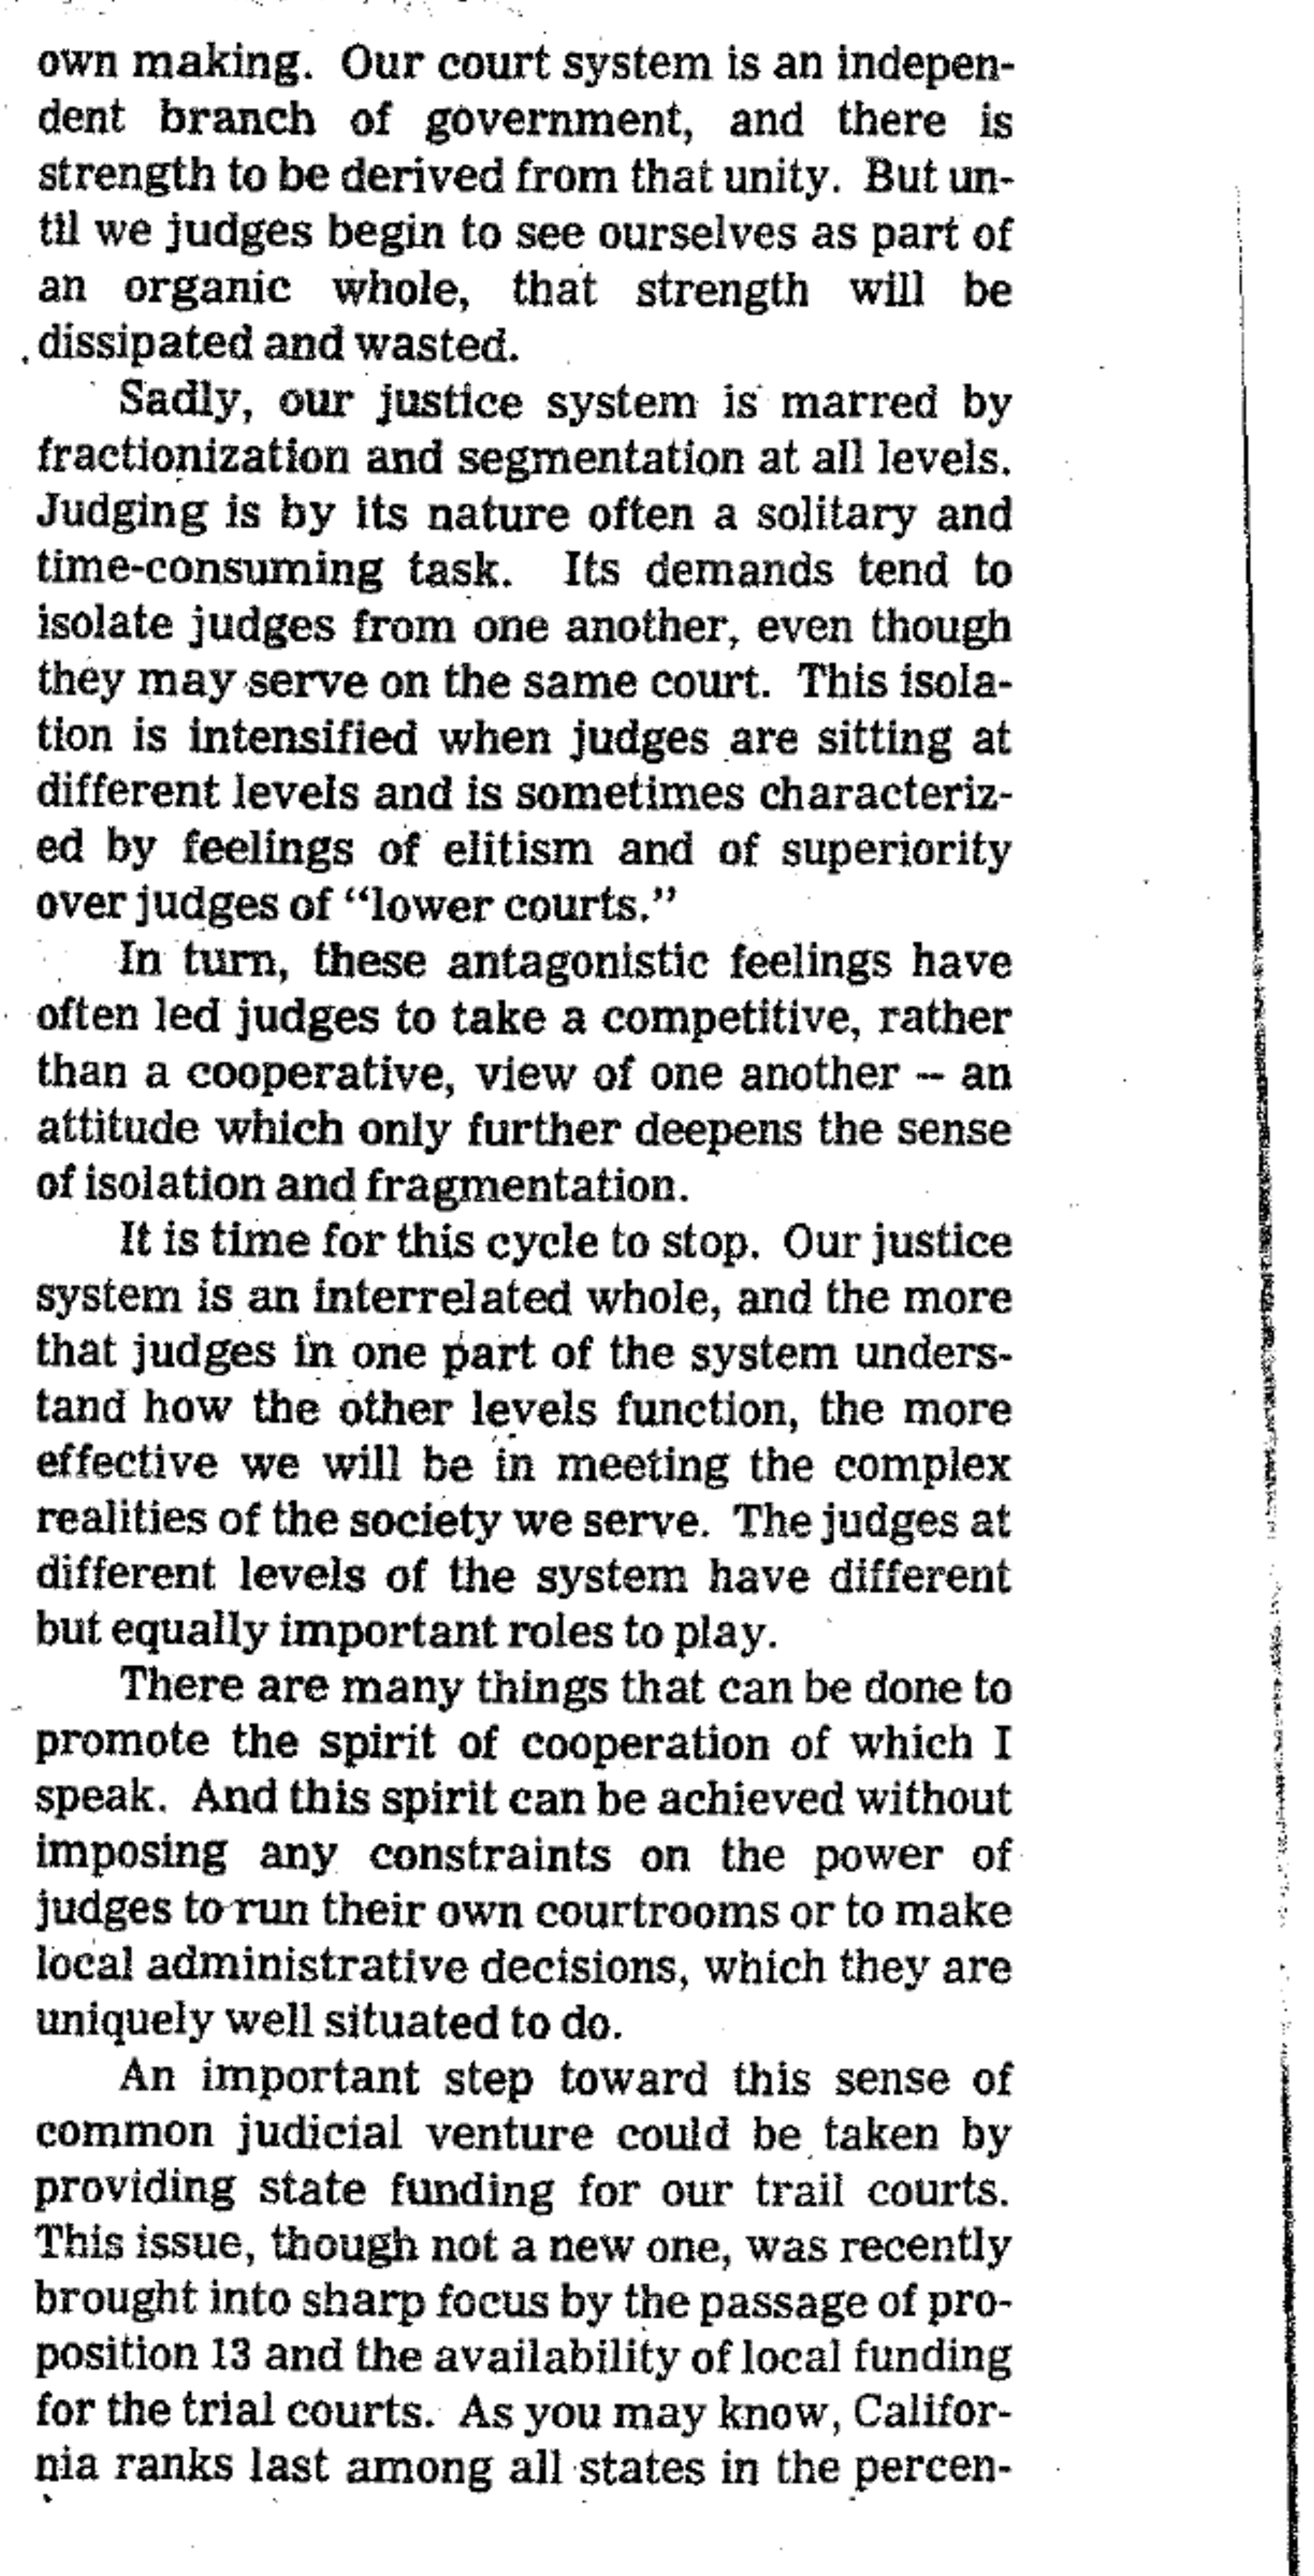 own making. Our court system is an indepen-
dent branch of government, and there is
strength to be derived from that unity. But un-
til we judges begin to see ourselves as part of
an organic whole, that strength will be
dissipated and wasted.
Sadly, our justice system is marred by
fractionization and segmentation at all levels.
Judging is by its nature often a solitary and
time-consuming task. Its demands tend to
isolate judges from one another, even though
they may serve on the same court. This isola-
tion is intensified when judges are sitting at
different levels and is sometimes characteriz-
ed by feelings of elitism and of superiority
over judges of “lower courts.”
In turn, these antagonistic feelings have
often led judges to take a competitive, rather
than a cooperative, view of one another -- an
attitude which only further deepens the sense
of isolation and fragmentation.
It is time for this cycle to stop. Our justice
system is an interrelated whole, and the more
that judges in one part of the system unders-
tand how the other levels function, the more
effective we will be in meeting the complex
realities of the society we serve. The judges at
different levels of the system have different
but equally important roles to play.
There are many things that can be done to
promote the spirit of cooperation of which I
speak. And this spirit can be achieved without
imposing any constraints on the power of
judges to run their own courtrooms or to make
local administrative decisions, which they are
uniquely well situated to do.
An important step toward this sense of
common judicial venture could be taken by
providing state funding for our trail courts.
This issue, though not a new one, was recently
brought into sharp focus by the passage of pro-
position 13 and the availability of local funding
for the trial courts. As you may know, Califor-
nia ranks last among all states in the percen-